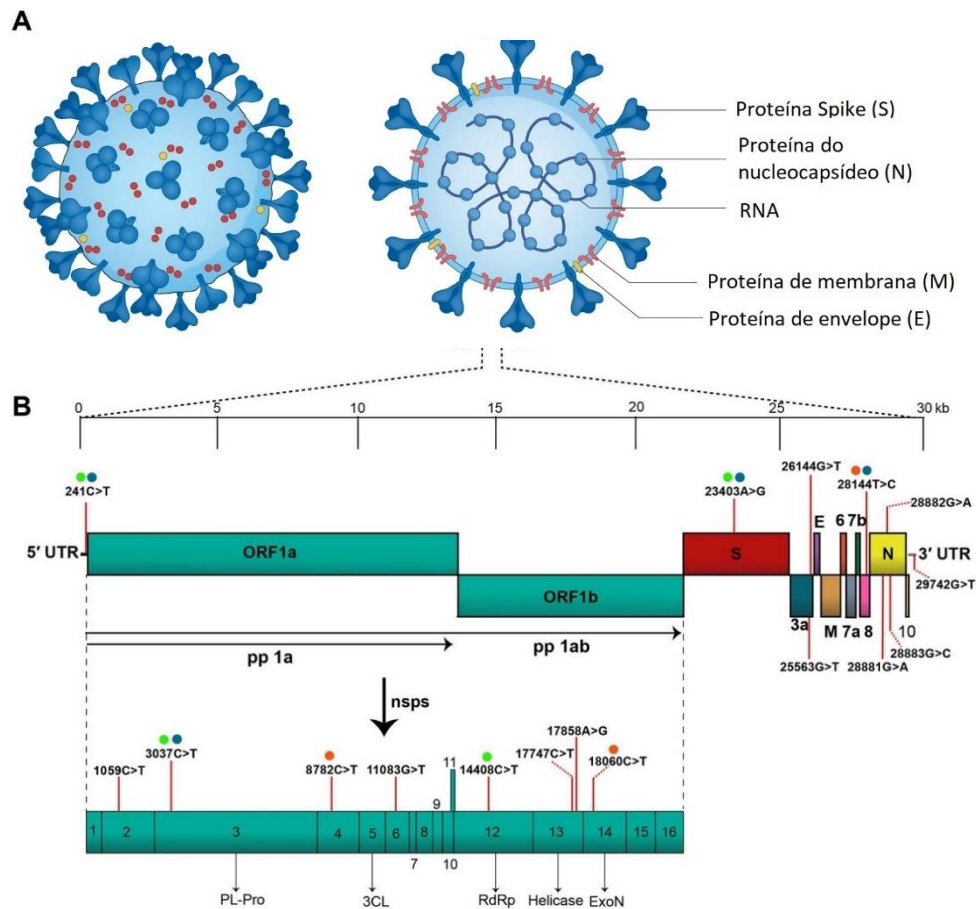 A
Proteína Spike (S)
Proteína do
nucleocapsídeo (N)
RNA
Proteína de membrana (M)
Proteína de envelope (E)
B
0 5 10 15 20 25 30 kb
241C>T
23403A>G
26144G>T
28144T>C
28882G>A
5′ UTR
ORF1a
S
E
6
7b
N
3′ UTR
29742G>T
ORF1b
3a
M
7a
8
10
28883G>C
25563G>T
28881G>A
pp 1a
pp 1ab
nsps
1059C>T
3037C>T
8782C>T
11083G>T
14408C>T
17747C>T
17858A>G
18060C>T
11
9
1 2 3 4 5 6 8 12 13 14 15 16
7
10
PL-Pro
3CL
RdRp
Helicase
ExoN